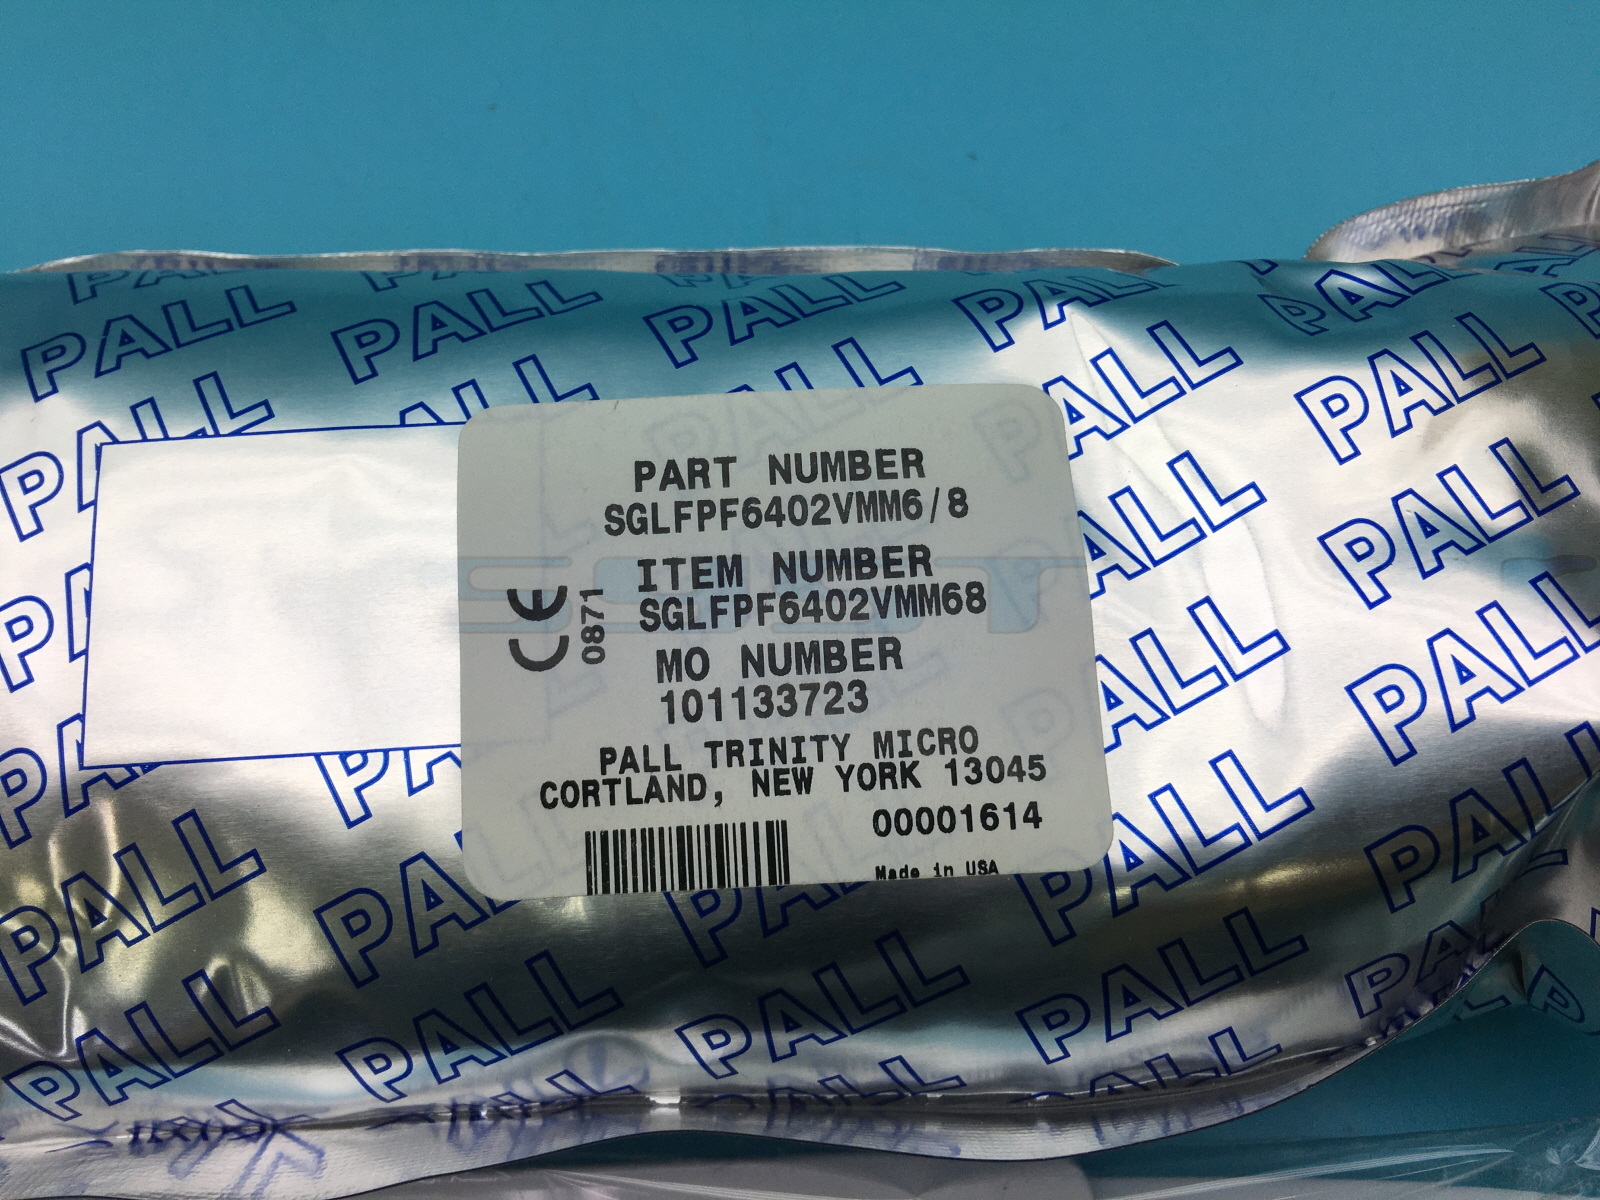 PALL
PART NUMBER
SGLFPF6402VMM6/8
ITEM NUMBER
SGLFPF6402VMM68
CE 0871
MO NUMBER
101133723
PALL TRINITY MICRO
CORTLAND, NEW YORK 13045
00001614
Made in USA